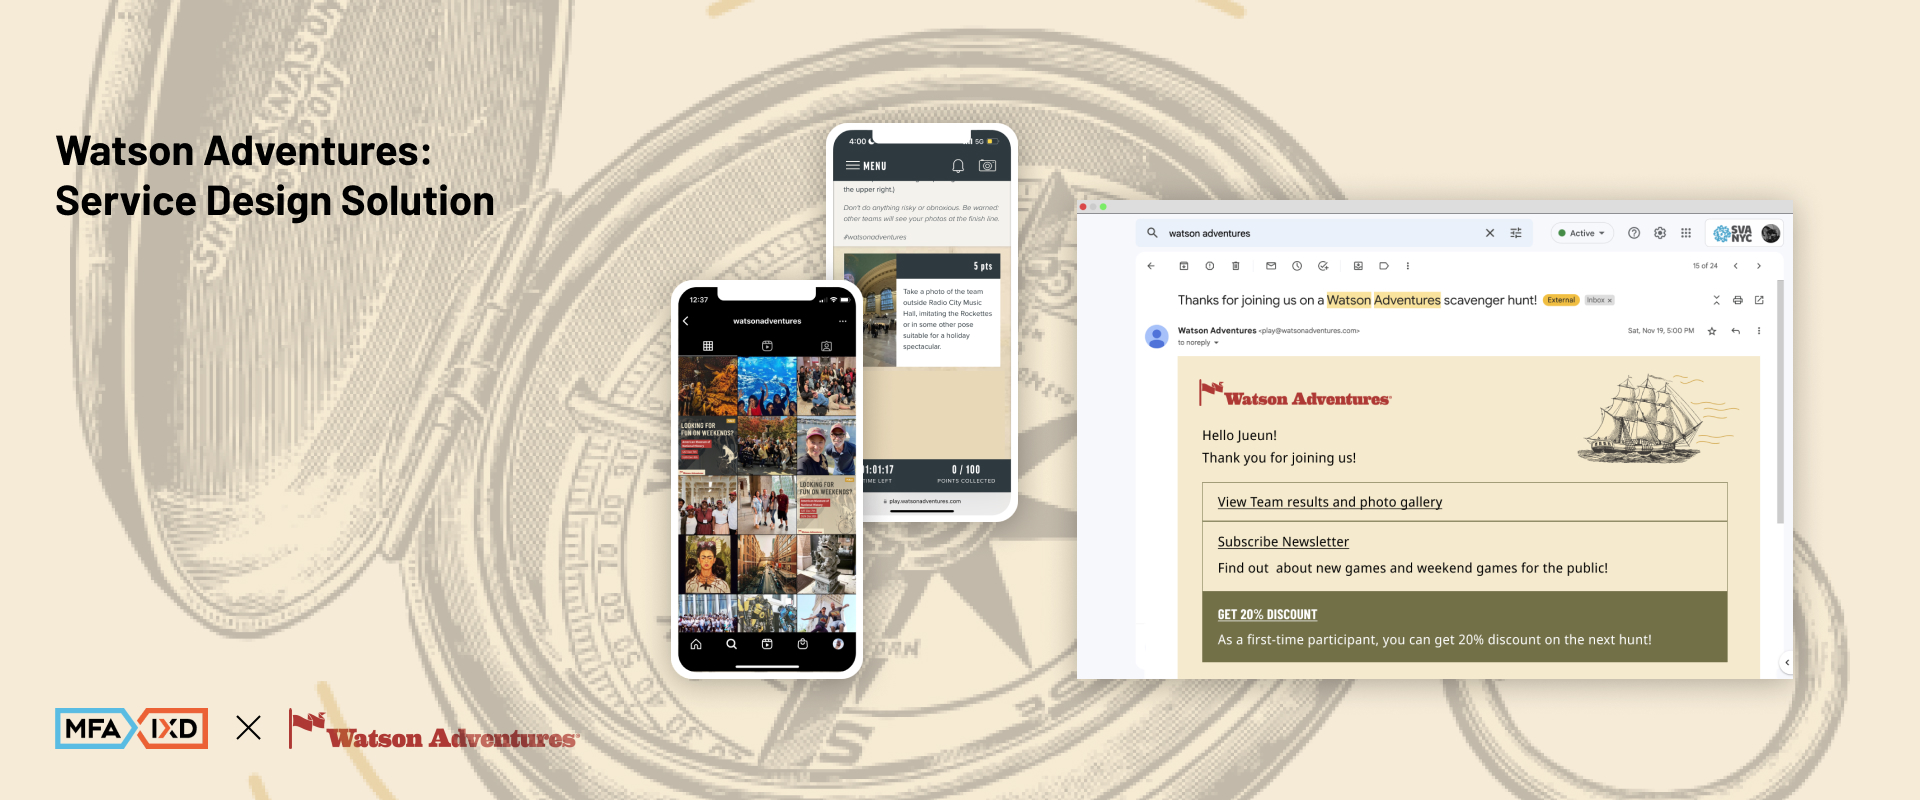 Watson Adventures:
Service Design Solution
MFA IXD
Watson Adventures
4:00
5G
MENU
the upper right.)
Don't do anything risky or obnoxious. Be warned:
other teams will see your photos at the finish line.
#watsonadventures
5 pts
Take a photo of the team
outside Radio City Music
Hall, imitating the Rockettes
or in some other pose
suitable for a holiday
spectacular.
1:01:17
TIME LEFT
0 / 100
POINTS COLLECTED
play.watsonadventures.com
12:37
watsonadventures
LOOKING FOR
FUN ON WEEKENDS?
LOOKING FOR
FUN ON WEEKENDS?
watson adventures
Active
SVA
NYC
15 of 24
Thanks for joining us on a Watson Adventures scavenger hunt!
External
Inbox x
Watson Adventures <play@watsonadventures.com>
to noreply
Sat, Nov 19, 5:00 PM
Watson Adventures
Hello Jueun!
Thank you for joining us!
View Team results and photo gallery
Subscribe Newsletter
Find out about new games and weekend games for the public!
GET 20% DISCOUNT
As a first-time participant, you can get 20% discount on the next hunt!